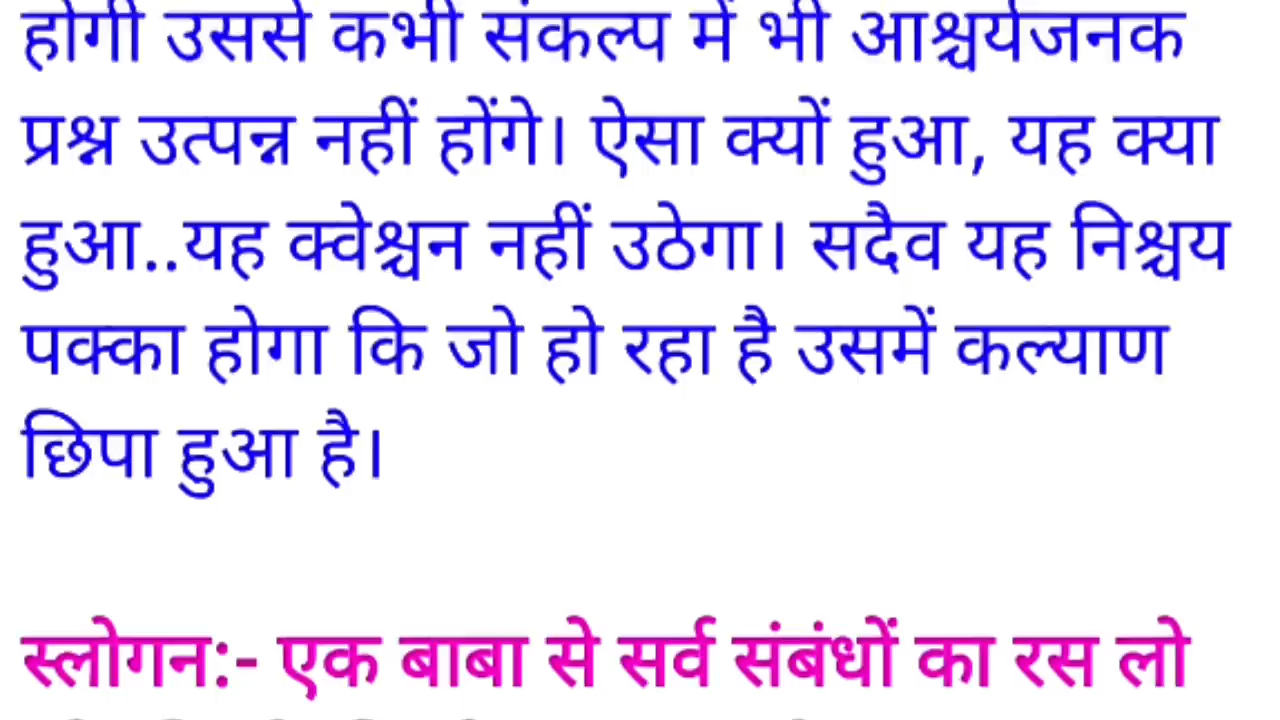 होगी उससे कभी संकल्प में भी आश्चर्यजनक
प्रश्न उत्पन्न नहीं होंगे। ऐसा क्यों हुआ, यह क्या
हुआ..यह क्वेश्चन नहीं उठेगा। सदैव यह निश्चय
पक्का होगा कि जो हो रहा है उसमें कल्याण
छिपा हुआ है।
स्लोगन:- एक बाबा से सर्व संबंधों का रस लो